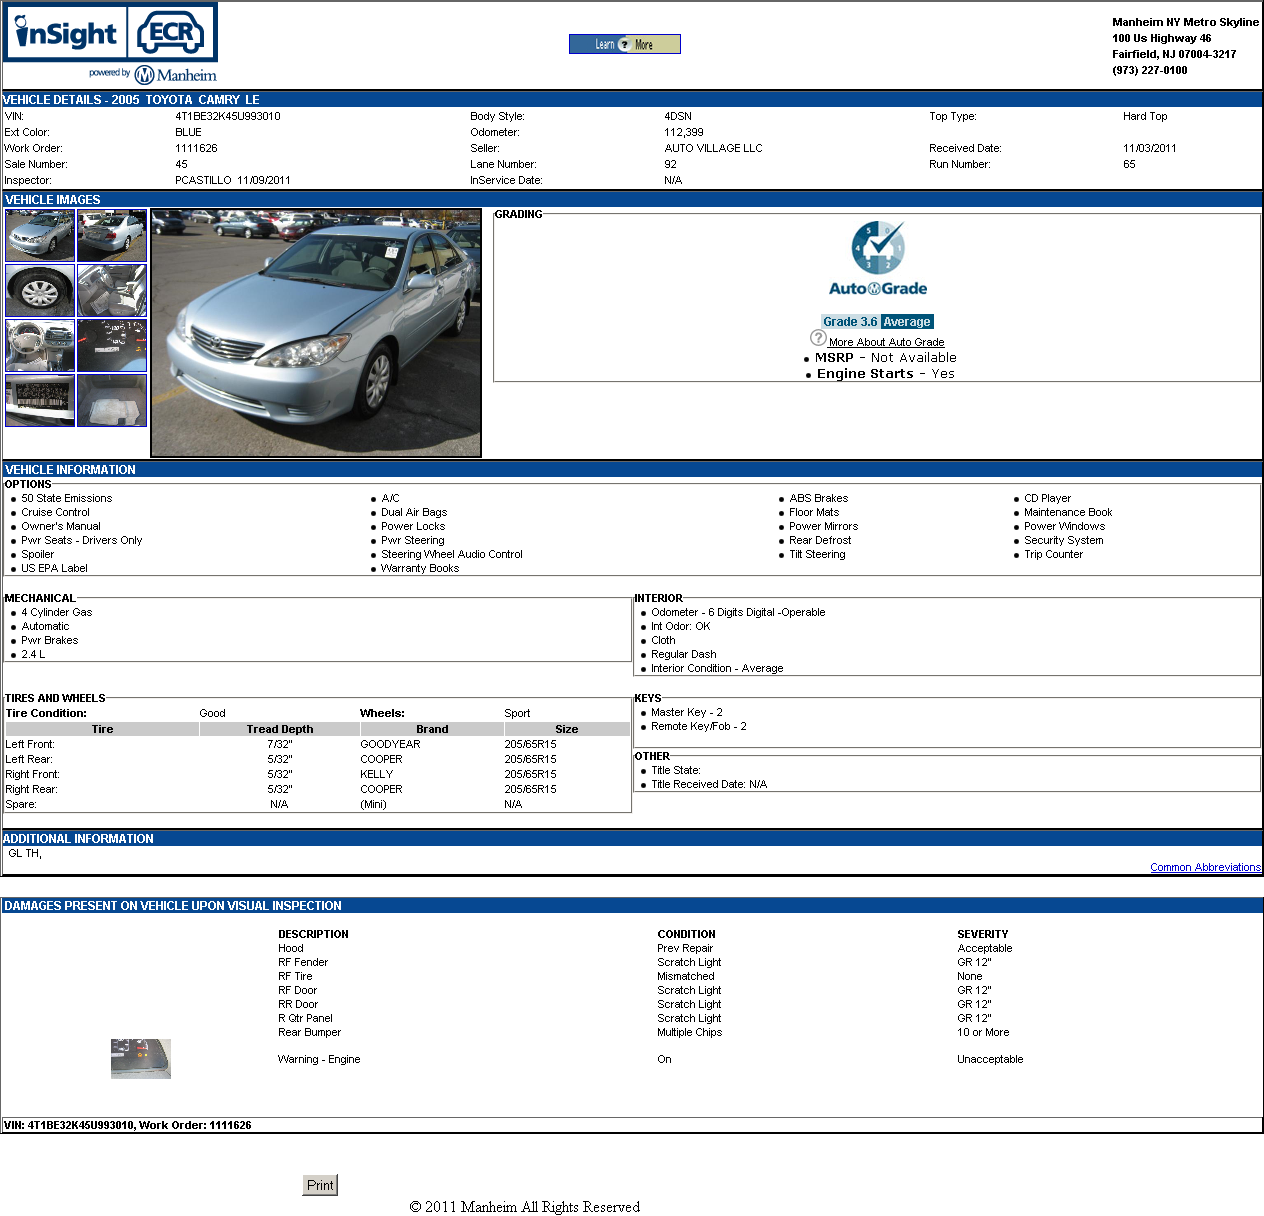 inSight ECR
powered by Manheim
Learn ? More
Manheim NY Metro Skyline
100 Us Highway 46
Fairfield, NJ 07004-3217
(973) 227-0100
VEHICLE DETAILS - 2005 TOYOTA CAMRY LE
VIN: 4T1BE32K45U993010 Body Style: 4DSN Top Type: Hard Top
Ext Color: BLUE Odometer: 112,399
Work Order: 1111626 Seller: AUTO VILLAGE LLC Received Date: 11/03/2011
Sale Number: 45 Lane Number: 92 Run Number: 65
Inspector: PCASTILLO 11/09/2011 InService Date: N/A
VEHICLE IMAGES
GRADING
5 4 3 2 1 0
AutoGrade
Grade 3.6 Average
? More About Auto Grade
• MSRP - Not Available
• Engine Starts - Yes
VEHICLE INFORMATION
OPTIONS
• 50 State Emissions • A/C • ABS Brakes • CD Player
• Cruise Control • Dual Air Bags • Floor Mats • Maintenance Book
• Owner's Manual • Power Locks • Power Mirrors • Power Windows
• Pwr Seats - Drivers Only • Pwr Steering • Rear Defrost • Security System
• Spoiler • Steering Wheel Audio Control • Tilt Steering • Trip Counter
• US EPA Label • Warranty Books
MECHANICAL
• 4 Cylinder Gas
• Automatic
• Pwr Brakes
• 2.4 L
INTERIOR
• Odometer - 6 Digits Digital -Operable
• Int Odor: OK
• Cloth
• Regular Dash
• Interior Condition - Average
TIRES AND WHEELS
Tire Condition: Good Wheels: Sport
Tire Tread Depth Brand Size
Left Front: 7/32" GOODYEAR 205/65R15
Left Rear: 5/32" COOPER 205/65R15
Right Front: 5/32" KELLY 205/65R15
Right Rear: 5/32" COOPER 205/65R15
Spare: N/A (Mini) N/A
KEYS
• Master Key - 2
• Remote Key/Fob - 2
OTHER
• Title State:
• Title Received Date: N/A
ADDITIONAL INFORMATION
GL TH,
Common Abbreviations
DAMAGES PRESENT ON VEHICLE UPON VISUAL INSPECTION
DESCRIPTION CONDITION SEVERITY
Hood Prev Repair Acceptable
RF Fender Scratch Light GR 12"
RF Tire Mismatched None
RF Door Scratch Light GR 12"
RR Door Scratch Light GR 12"
R Qtr Panel Scratch Light GR 12"
Rear Bumper Multiple Chips 10 or More
Warning - Engine On Unacceptable
VIN: 4T1BE32K45U993010, Work Order: 1111626
Print
© 2011 Manheim All Rights Reserved